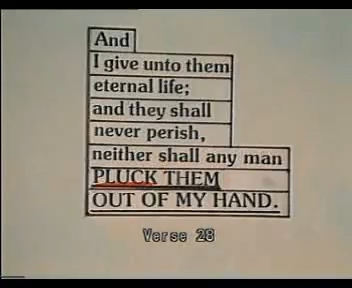 And
I give unto them
eternal life;
and they shall
never perish,
neither shall any man
PLUCK THEM
OUT OF MY HAND.
Verse 28